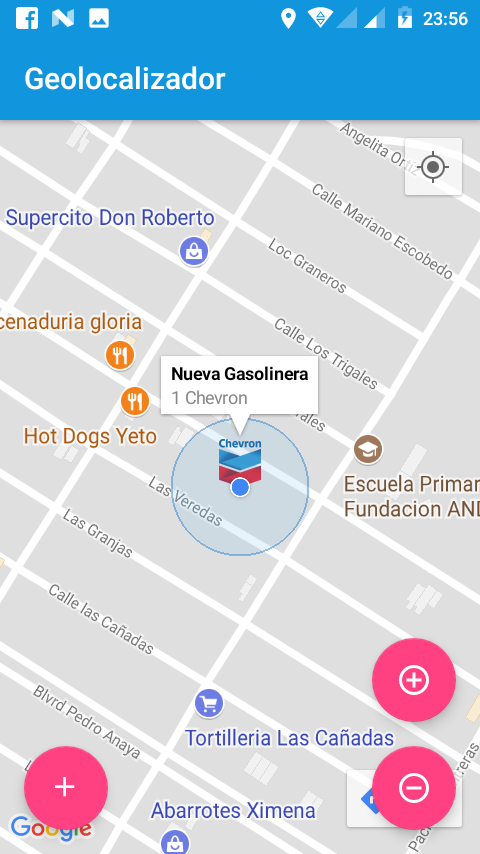 23:56
Geolocalizador
Angelita Ortiz
Calle Mariano Escobedo
Supercito Don Roberto
Loc Graneros
cenaduria gloria
Calle Los Trigales
Nueva Gasolinera
1 Chevron
Hot Dogs Yeto
Chevron
Escuela Primar
Fundacion AND
Las Veredas
Las Granjas
Calle las Cañadas
Blvrd Pedro Anaya
Tortilleria Las Cañadas
Abarrotes Ximena
Google